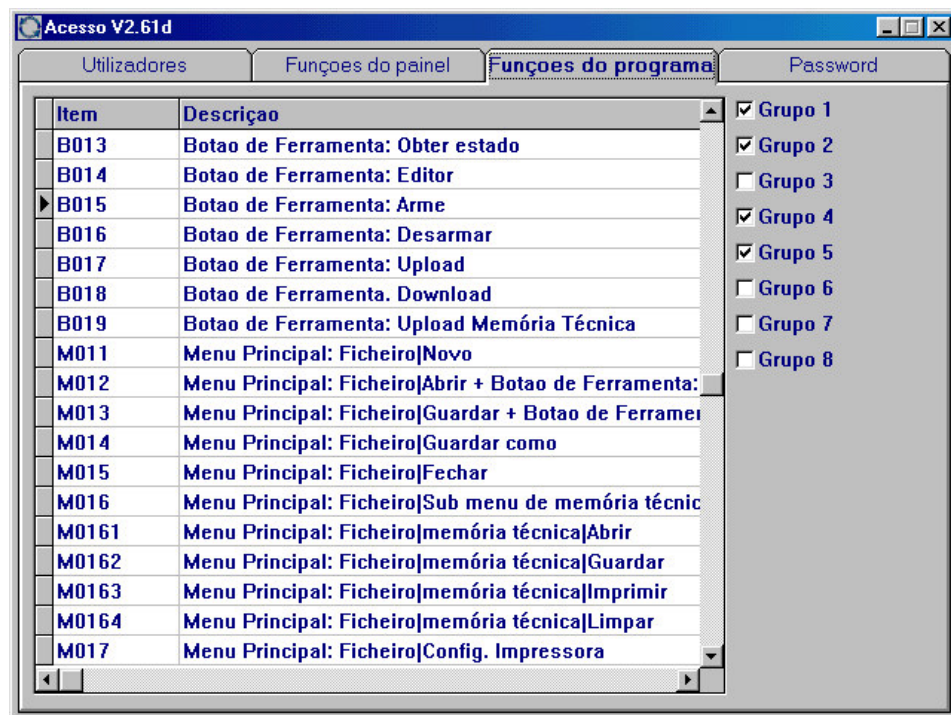 Acesso V2.61d
Utilizadores Funçoes do painel Funçoes do programa Password
Item Descriçao
B013 Botao de Ferramenta: Obter estado
B014 Botao de Ferramenta: Editor
B015 Botao de Ferramenta: Arme
B016 Botao de Ferramenta: Desarmar
B017 Botao de Ferramenta: Upload
B018 Botao de Ferramenta. Download
B019 Botao de Ferramenta: Upload Memória Técnica
M011 Menu Principal: Ficheiro|Novo
M012 Menu Principal: Ficheiro|Abrir + Botao de Ferramenta:
M013 Menu Principal: Ficheiro|Guardar + Botao de Ferramen
M014 Menu Principal: Ficheiro|Guardar como
M015 Menu Principal: Ficheiro|Fechar
M016 Menu Principal: Ficheiro|Sub menu de memória técnic
M0161 Menu Principal: Ficheiro|memória técnica|Abrir
M0162 Menu Principal: Ficheiro|memória técnica|Guardar
M0163 Menu Principal: Ficheiro|memória técnica|Imprimir
M0164 Menu Principal: Ficheiro|memória técnica|Limpar
M017 Menu Principal: Ficheiro|Config. Impressora
Grupo 1
Grupo 2
Grupo 3
Grupo 4
Grupo 5
Grupo 6
Grupo 7
Grupo 8